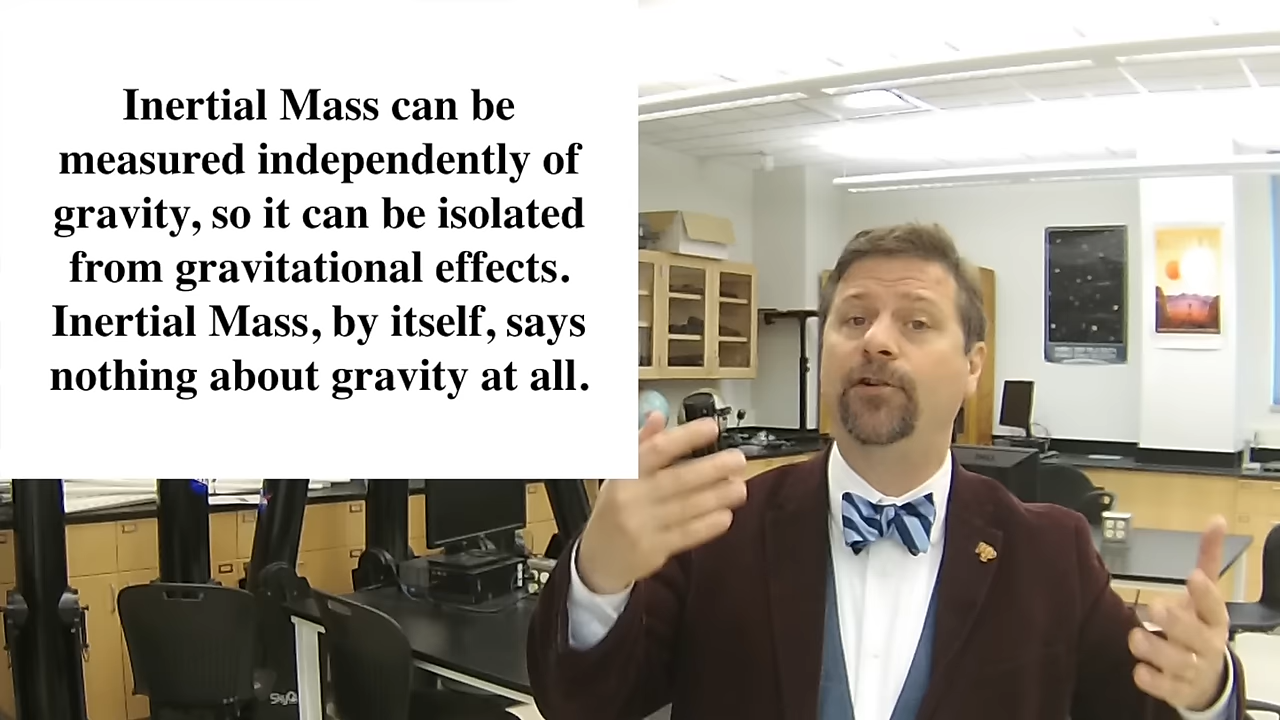 Inertial Mass can be
measured independently of
gravity, so it can be isolated
from gravitational effects.
Inertial Mass, by itself, says
nothing about gravity at all.